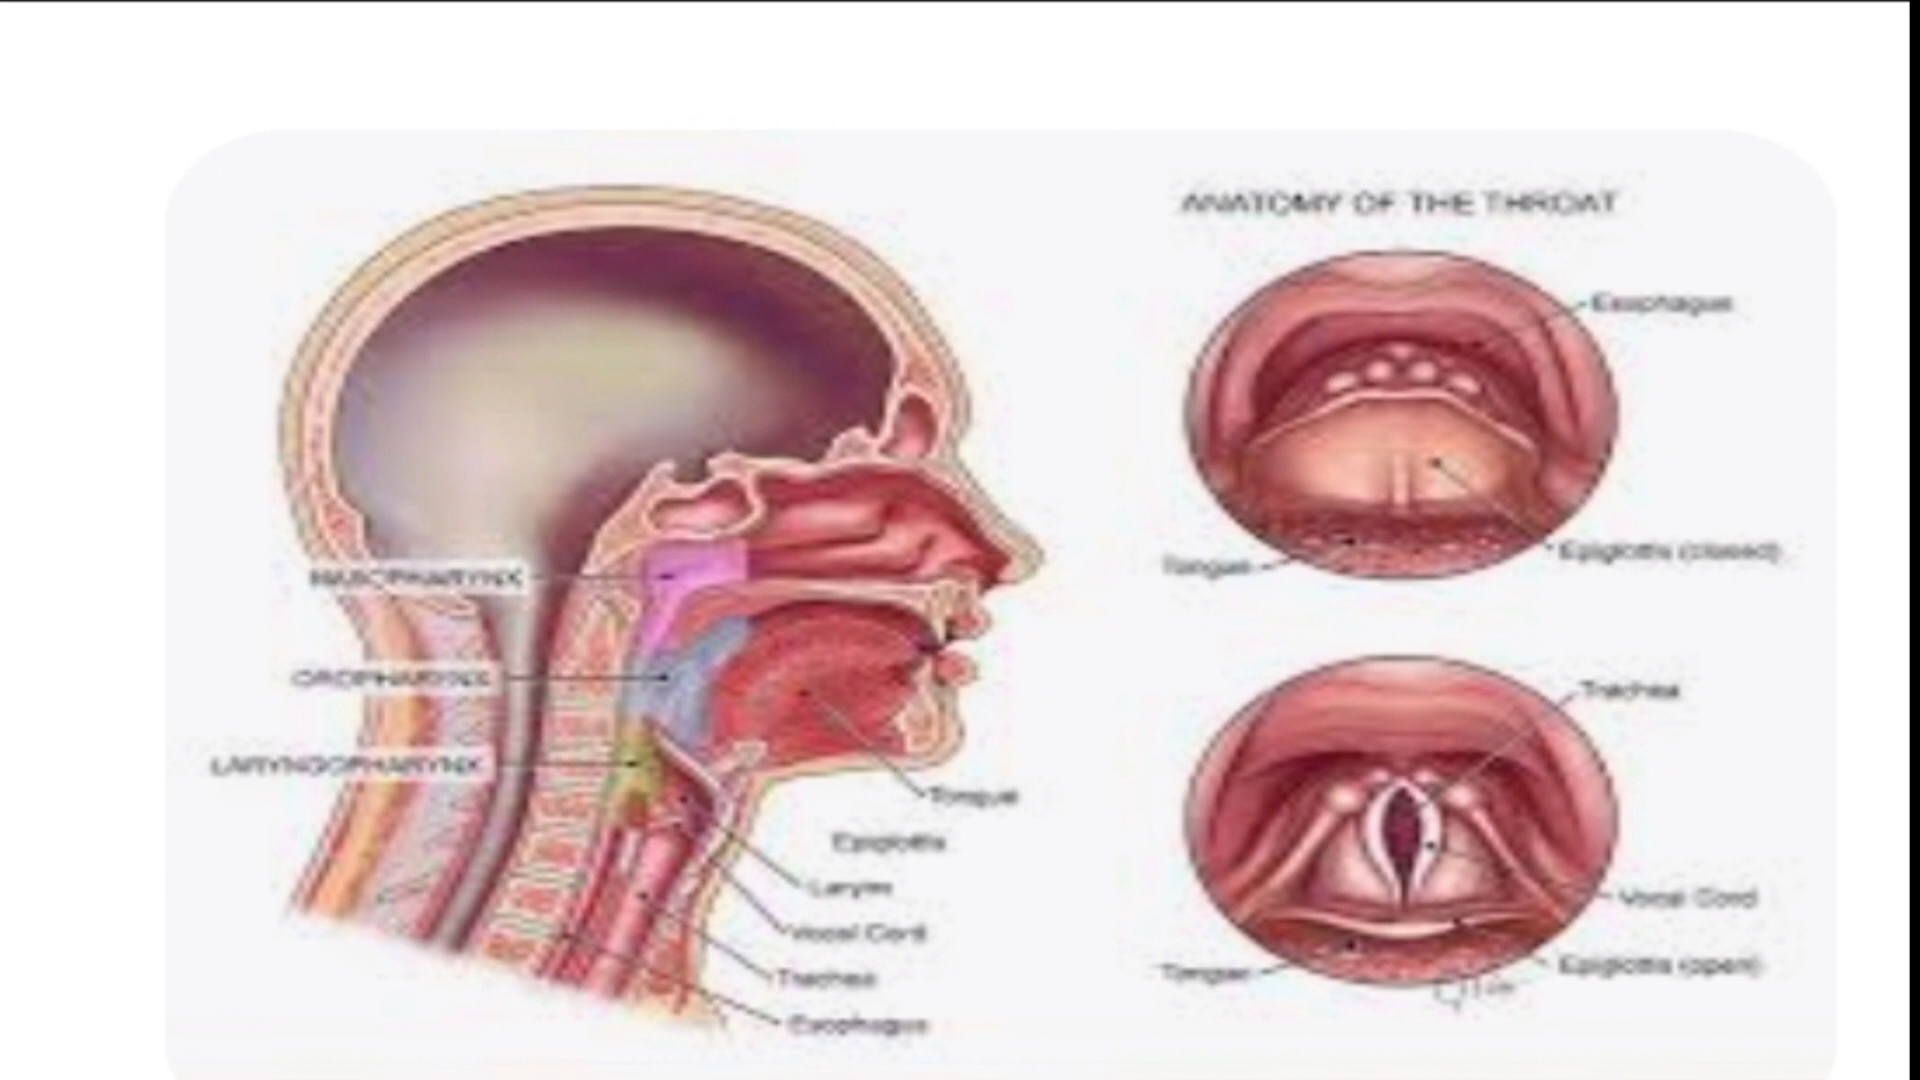 ANATOMY OF THE THROAT
Esophagus
Epiglottis (closed)
Tongue
NASOPHARYNX
OROPHARYNX
LARYNGOPHARYNX
Tongue
Epiglottis
Larynx
Vocal Cord
Trachea
Esophagus
Trachea
Vocal Cord
Epiglottis (open)
Tongue